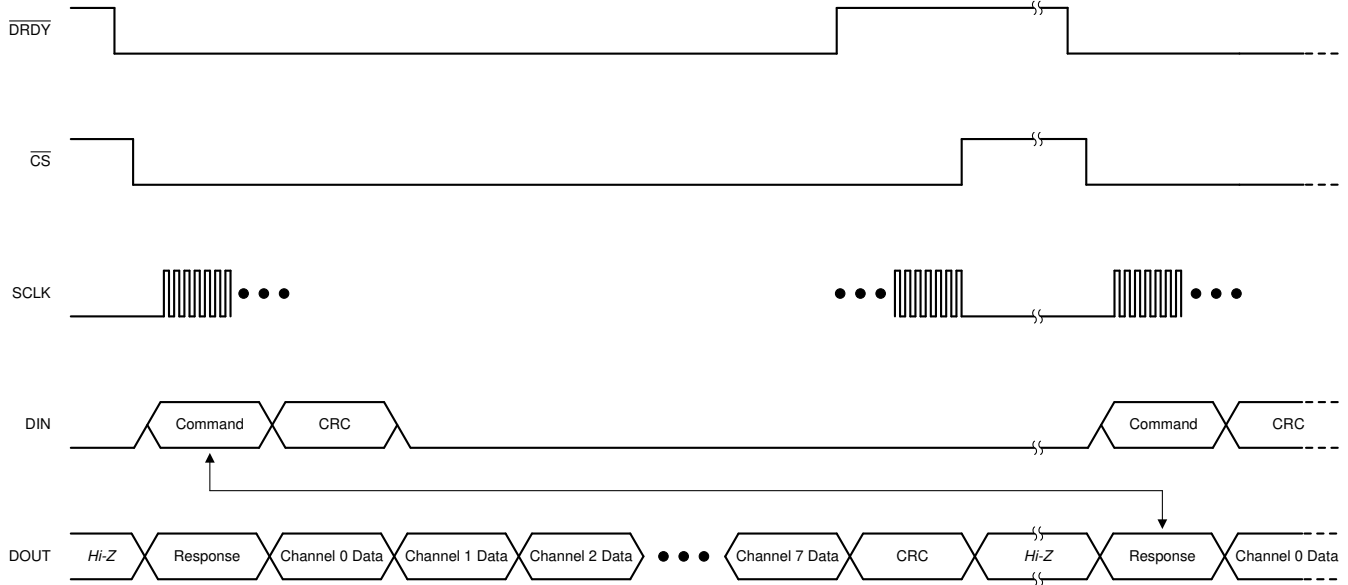 DRDY
CS
SCLK
DIN Command CRC Command CRC
DOUT Hi-Z Response Channel 0 Data Channel 1 Data Channel 2 Data Channel 7 Data CRC Hi-Z Response Channel 0 Data